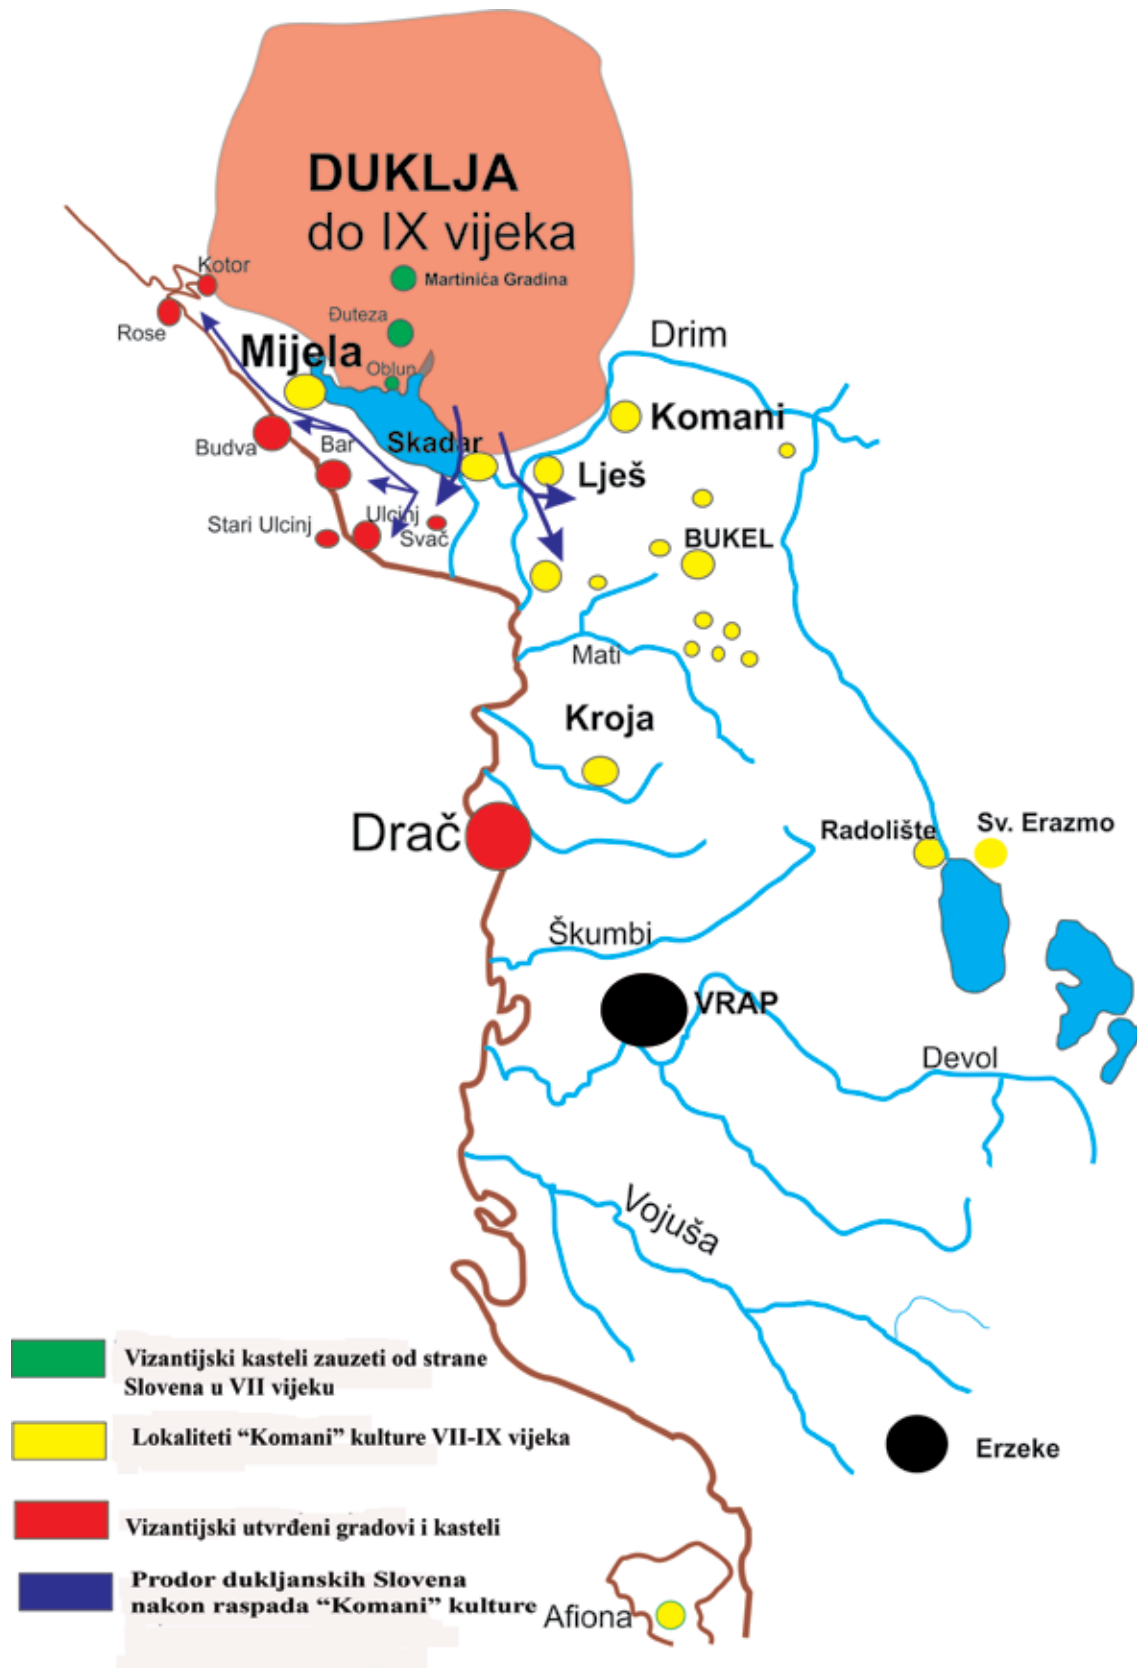 DUKLJA
do IX vijeka
Kotor
Martinića Gradina
Rose
Đuteza
Drim
Mijela
Oblun
Komani
Budva
Bar
Skadar
Lješ
Stari Ulcinj
Ulcinj
Svač
BUKEL
Mati
Kroja
Drač
Radolište
Sv. Erazmo
Škumbi
VRAP
Devol
Vojuša
Vizantijski kasteli zauzeti od strane
Slovena u VII vijeku
Lokaliteti “Komani” kulture VII-IX vijeka
Erzeke
Vizantijski utvrđeni gradovi i kasteli
Prodor dukljanskih Slovena
nakon raspada “Komani” kulture
Afiona